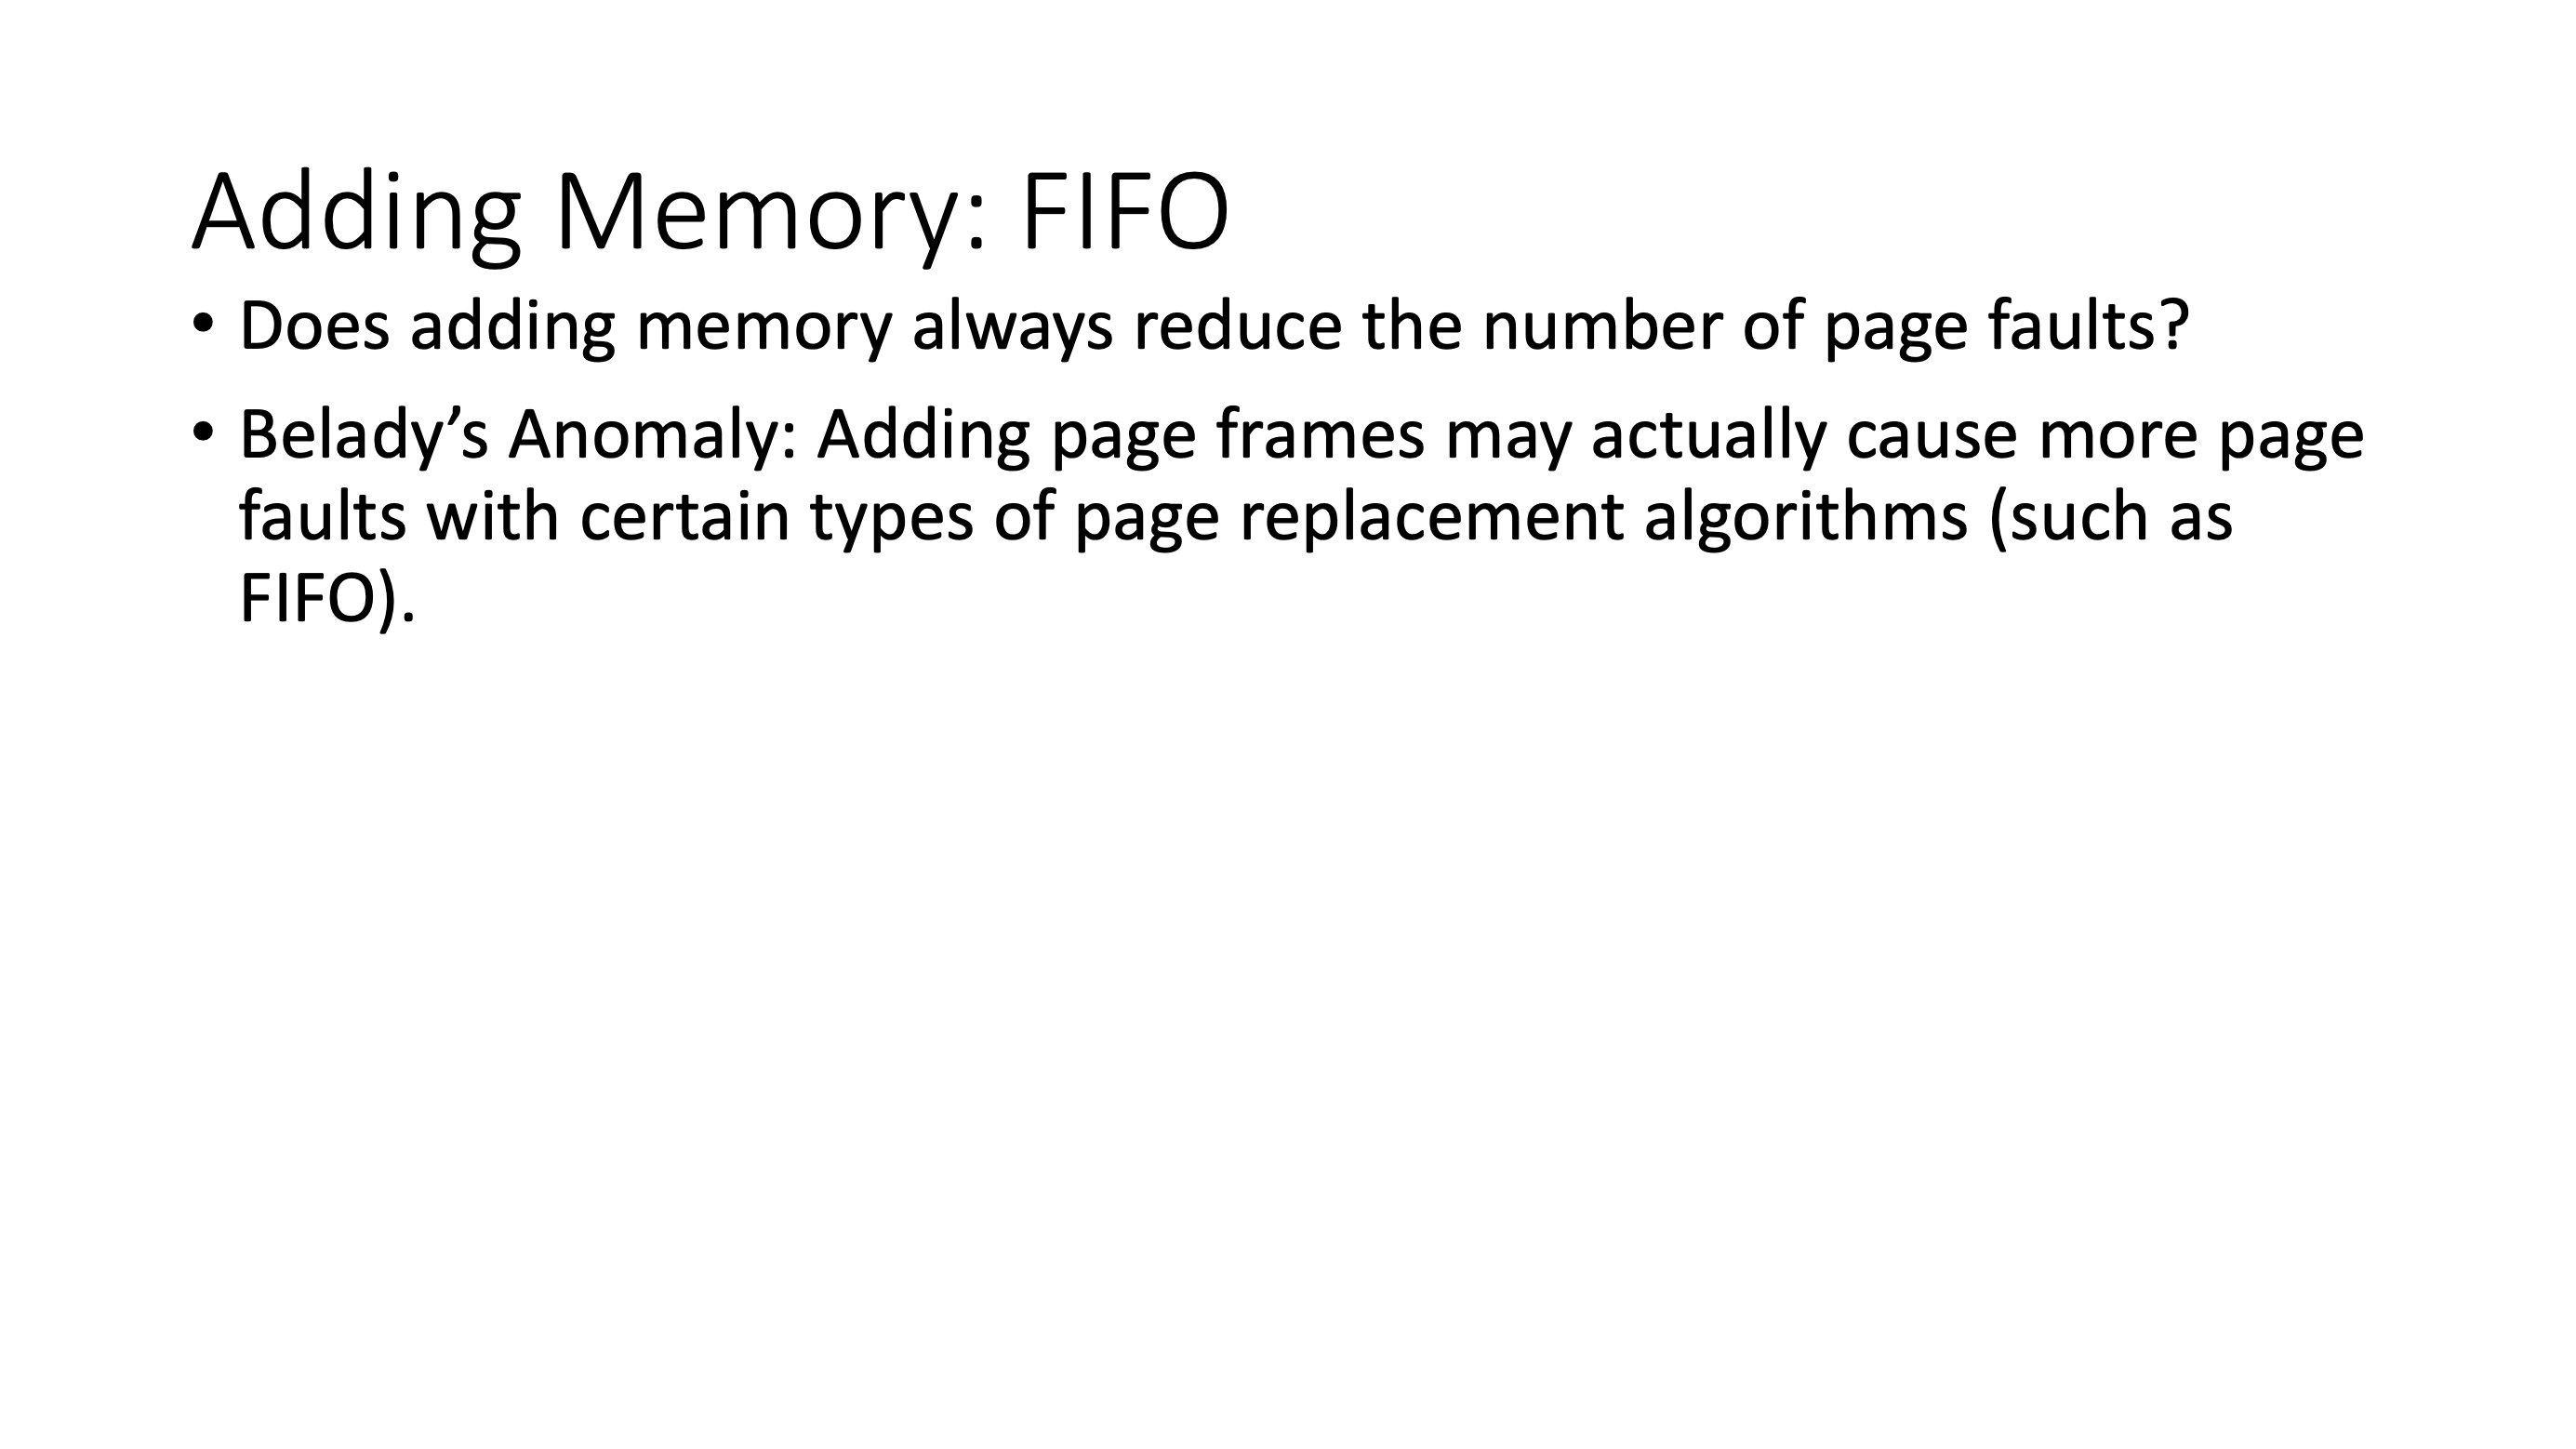 Adding Memory: FIFO
• Does adding memory always reduce the number of page faults?
• Belady’s Anomaly: Adding page frames may actually cause more page
faults with certain types of page replacement algorithms (such as
FIFO).